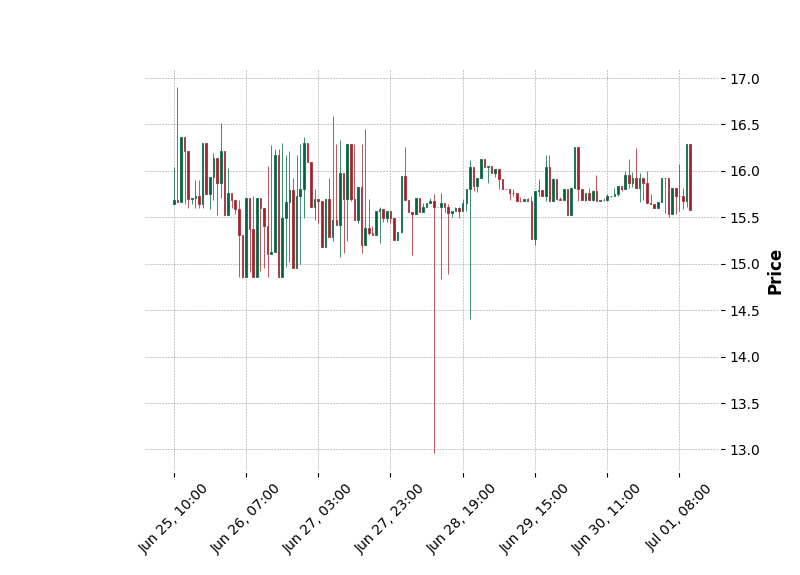 17.0
16.5
16.0
15.5
15.0
14.5
14.0
13.5
13.0
Price
Jun 25, 10:00
Jun 26, 07:00
Jun 27, 03:00
Jun 27, 23:00
Jun 28, 19:00
Jun 29, 15:00
Jun 30, 11:00
Jul 01, 08:00